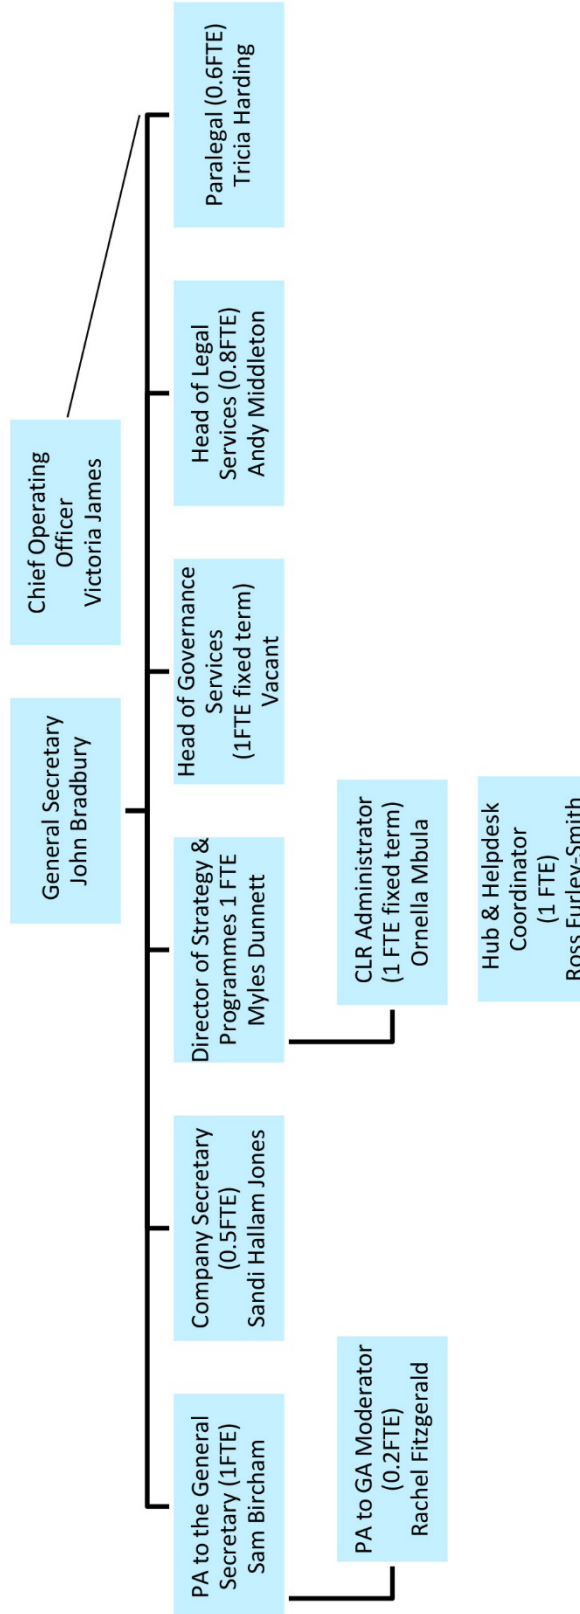 General Secretary
John Bradbury
Chief Operating
Officer
Victoria James
PA to the General
Secretary (1FTE)
Sam Bircham
Company Secretary
(0.5FTE)
Sandi Hallam Jones
Director of Strategy &
Programmes 1 FTE
Myles Dunnett
Head of Governance
Services
(1FTE fixed term)
Vacant
Head of Legal
Services (0.8FTE)
Andy Middleton
Paralegal (0.6FTE)
Tricia Harding
PA to GA Moderator
(0.2FTE)
Rachel Fitzgerald
CLR Administrator
(1 FTE fixed term)
Ornella Mbula
Hub & Helpdesk
Coordinator
(1 FTE)
Ross Furley-Smith